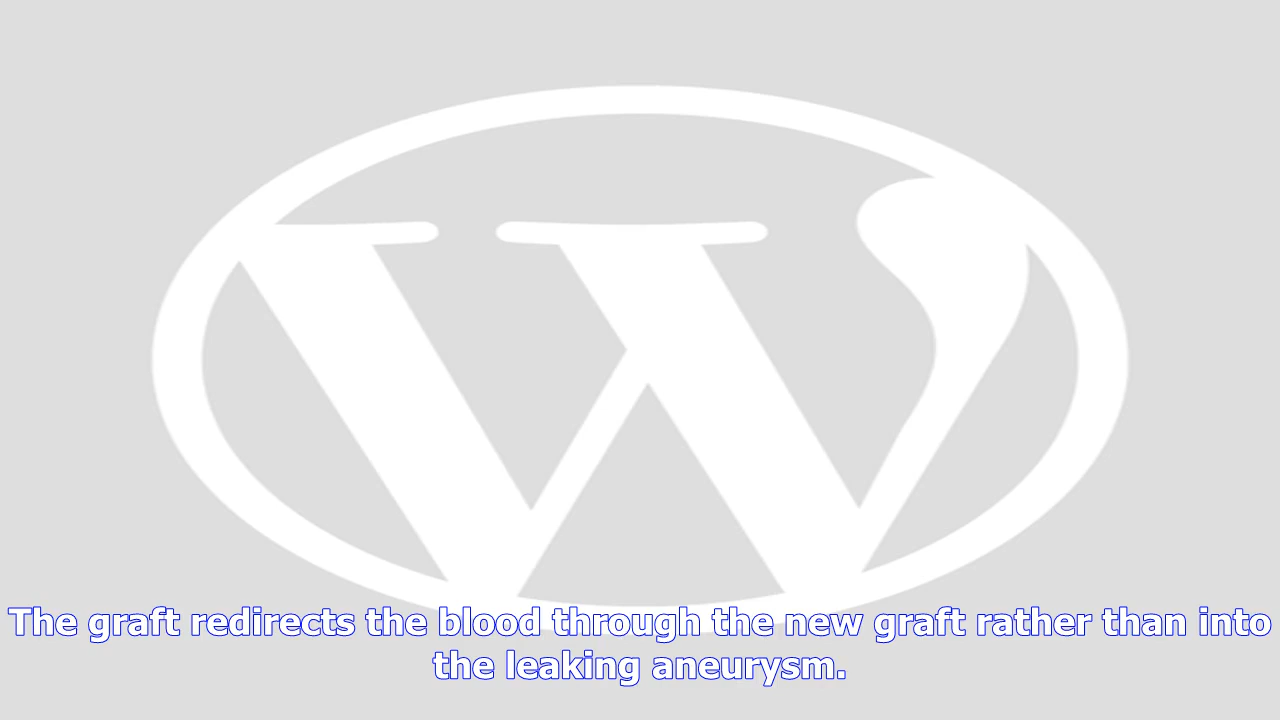 The graft redirects the blood through the new graft rather than into
the leaking aneurysm.